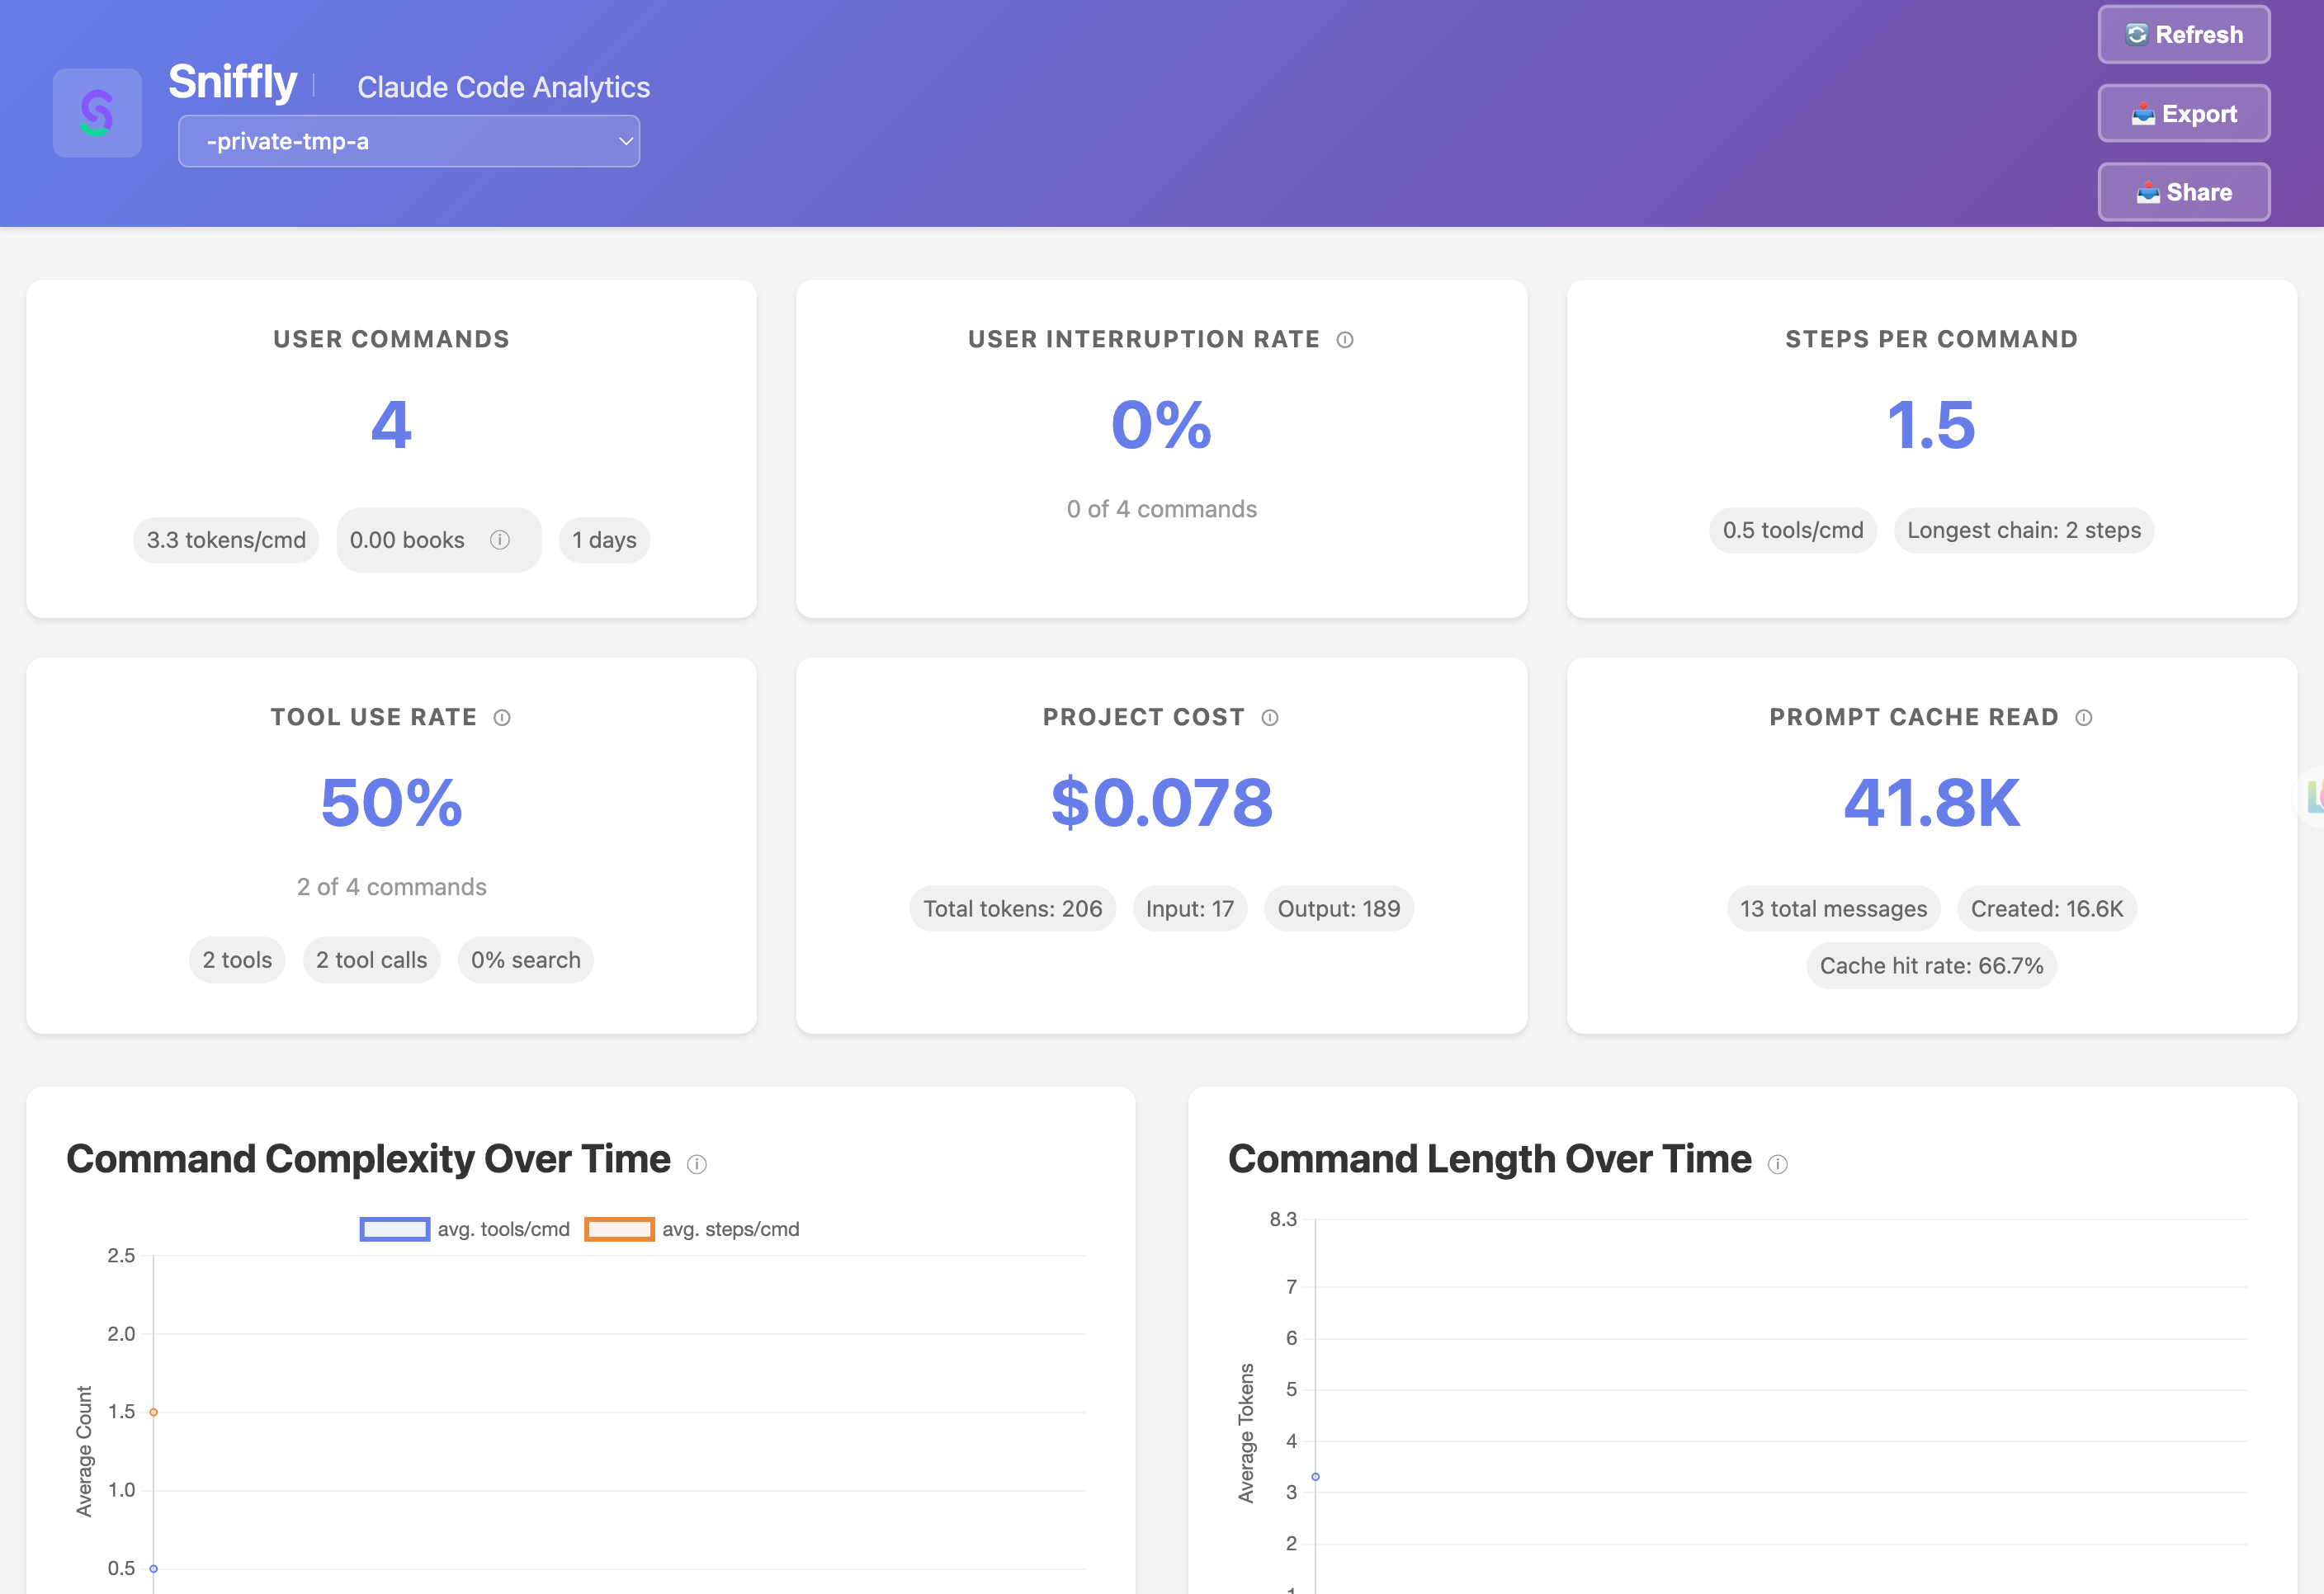 Sniffly
Claude Code Analytics
-private-tmp-a
Refresh
Export
Share
USER COMMANDS
4
3.3 tokens/cmd
0.00 books
1 days
USER INTERRUPTION RATE
0%
0 of 4 commands
STEPS PER COMMAND
1.5
0.5 tools/cmd
Longest chain: 2 steps
TOOL USE RATE
50%
2 of 4 commands
2 tools
2 tool calls
0% search
PROJECT COST
$0.078
Total tokens: 206
Input: 17
Output: 189
PROMPT CACHE READ
41.8K
13 total messages
Created: 16.6K
Cache hit rate: 66.7%
Command Complexity Over Time
avg. tools/cmd
avg. steps/cmd
2.5
2.0
1.5
1.0
0.5
Average Count
Command Length Over Time
8.3
7
6
5
4
3
2
Average Tokens